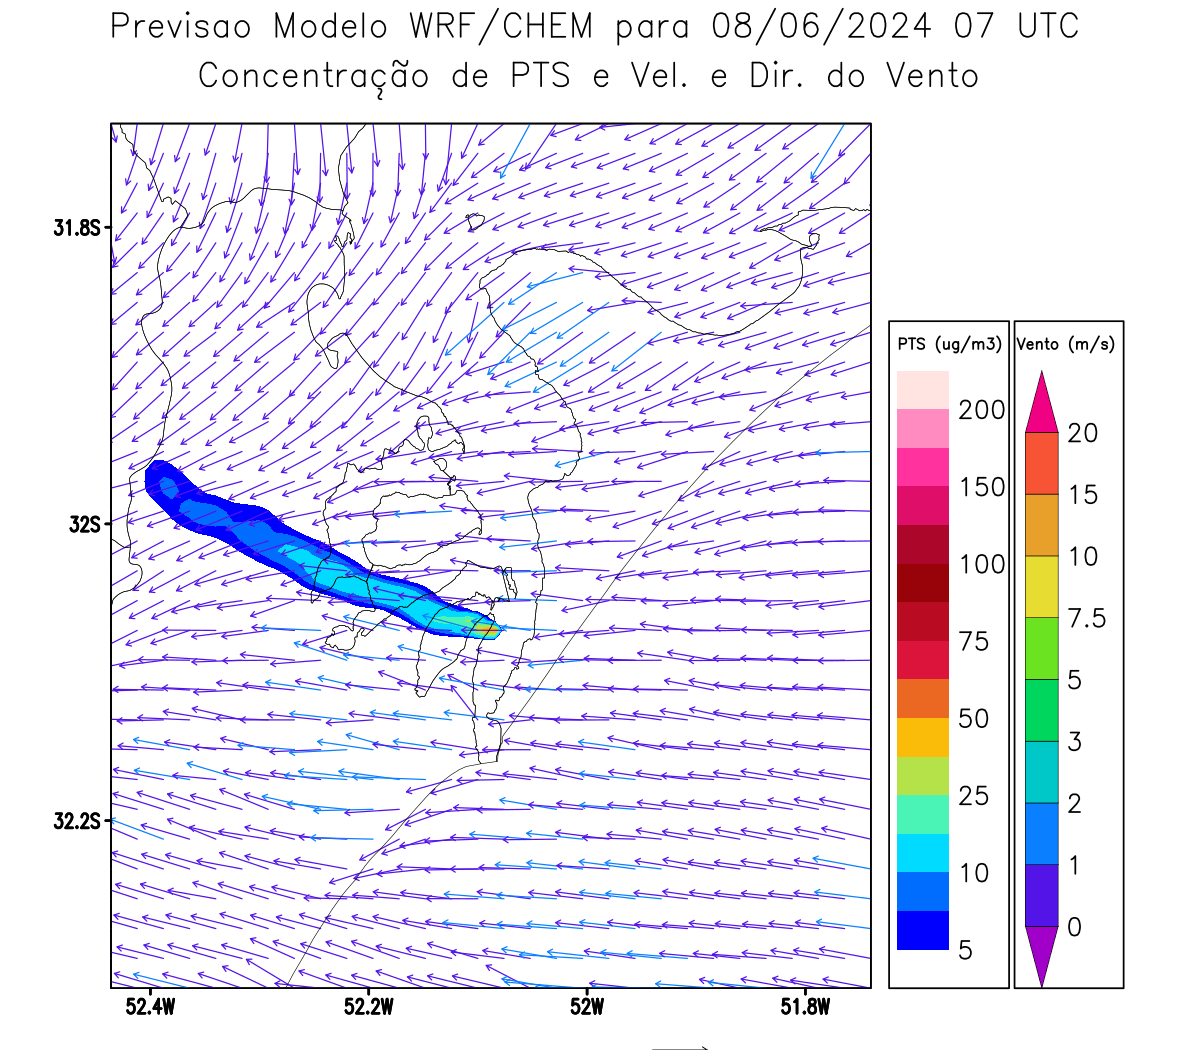 Previsao Modelo WRF/CHEM para 08/06/2024 07 UTC
Concentração de PTS e Vel. e Dir. do Vento
31.8S
32S
32.2S
52.4W
52.2W
52W
51.8W
PTS (ug/m3)
200
150
100
75
50
25
10
5
Vento (m/s)
20
15
10
7.5
5
3
2
1
0